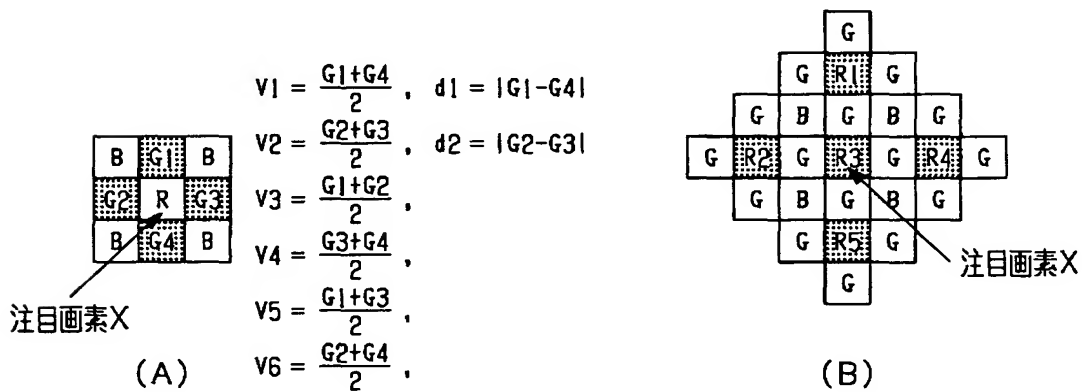 B G1 B
G2 R G3
B G4 B
注目画素X
(A)
V1 = G1+G4 / 2 , d1 = |G1-G4|
V2 = G2+G3 / 2 , d2 = |G2-G3|
V3 = G1+G2 / 2 ,
V4 = G3+G4 / 2 ,
V5 = G1+G3 / 2 ,
V6 = G2+G4 / 2 ,
G
G R1 G
G B G B G
G R2 G R3 G R4 G
G B G B G
G R5 G
G
注目画素X
(B)